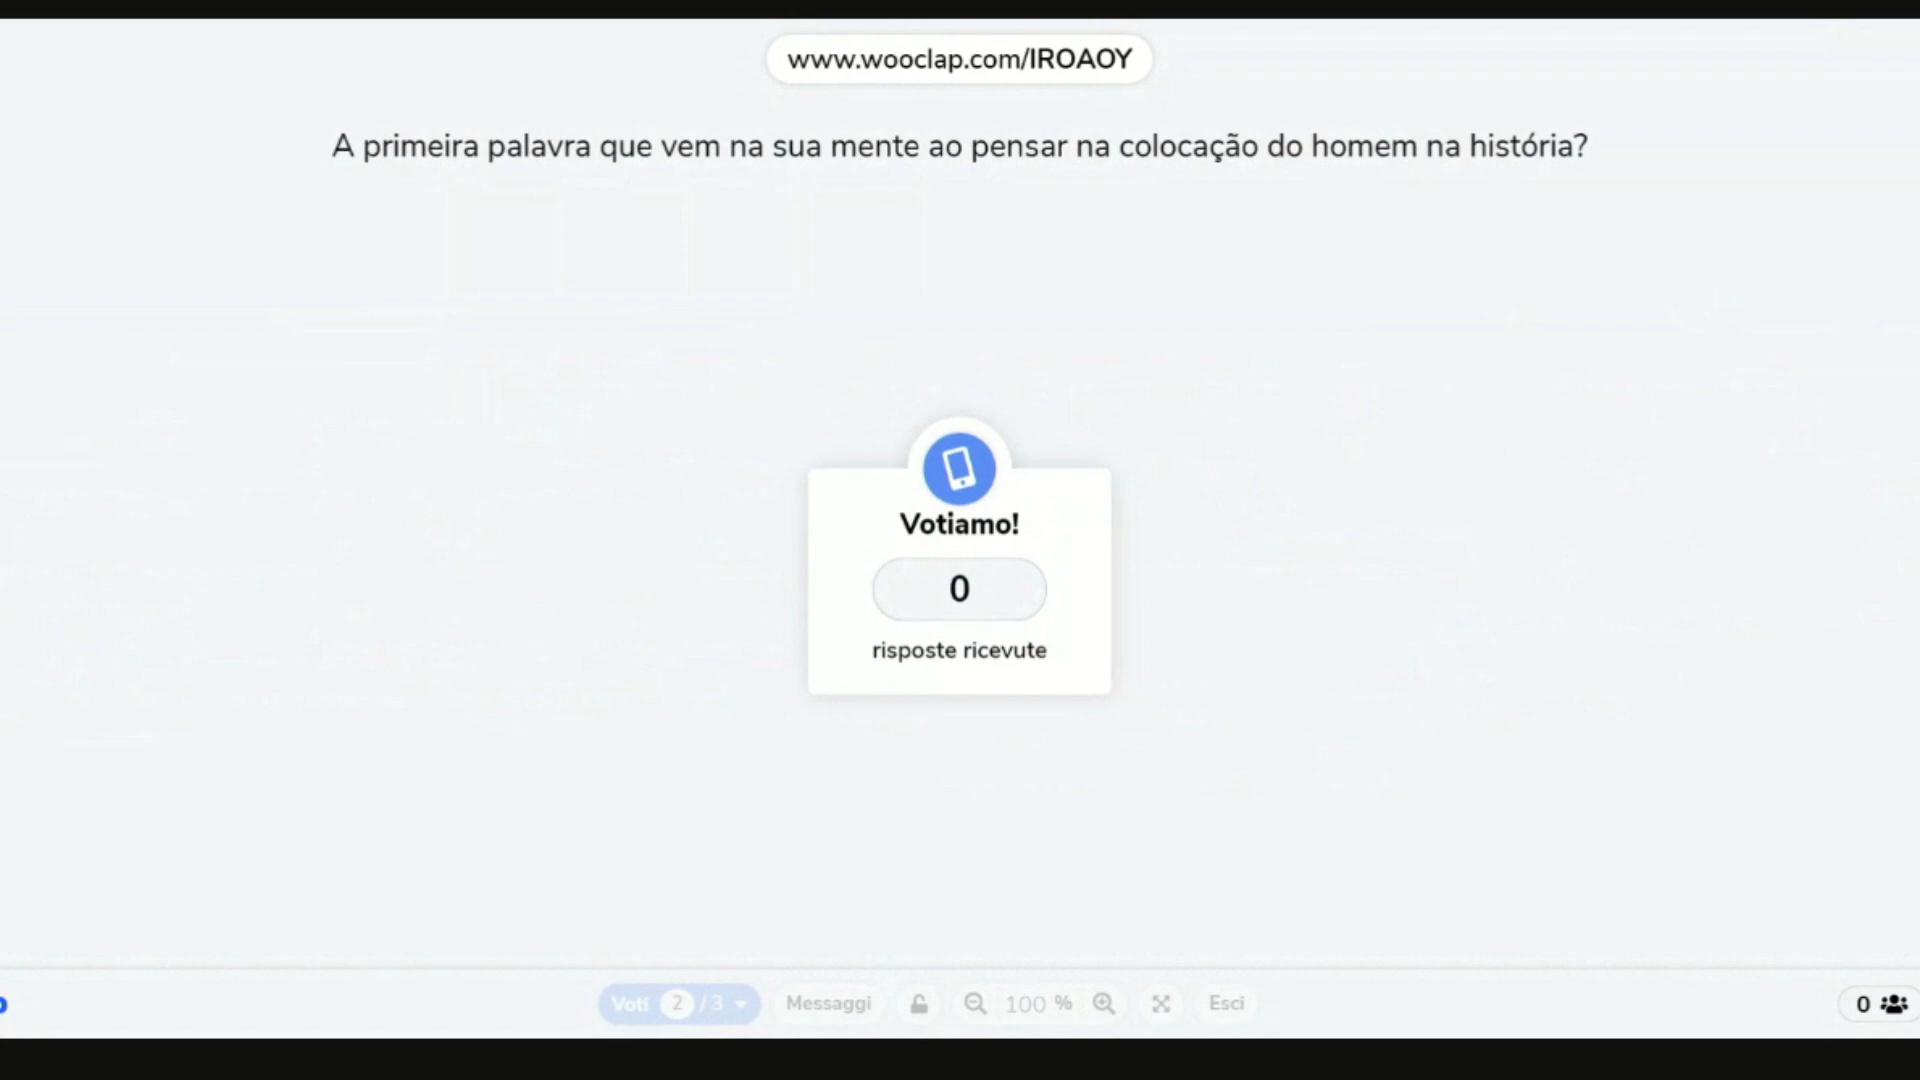 www.wooclap.com/IROAOY
A primeira palavra que vem na sua mente ao pensar na colocação do homem na história?
Votiamo!
0
risposte ricevute
Voti 2 / 3 Messaggi 100 % Esci 0